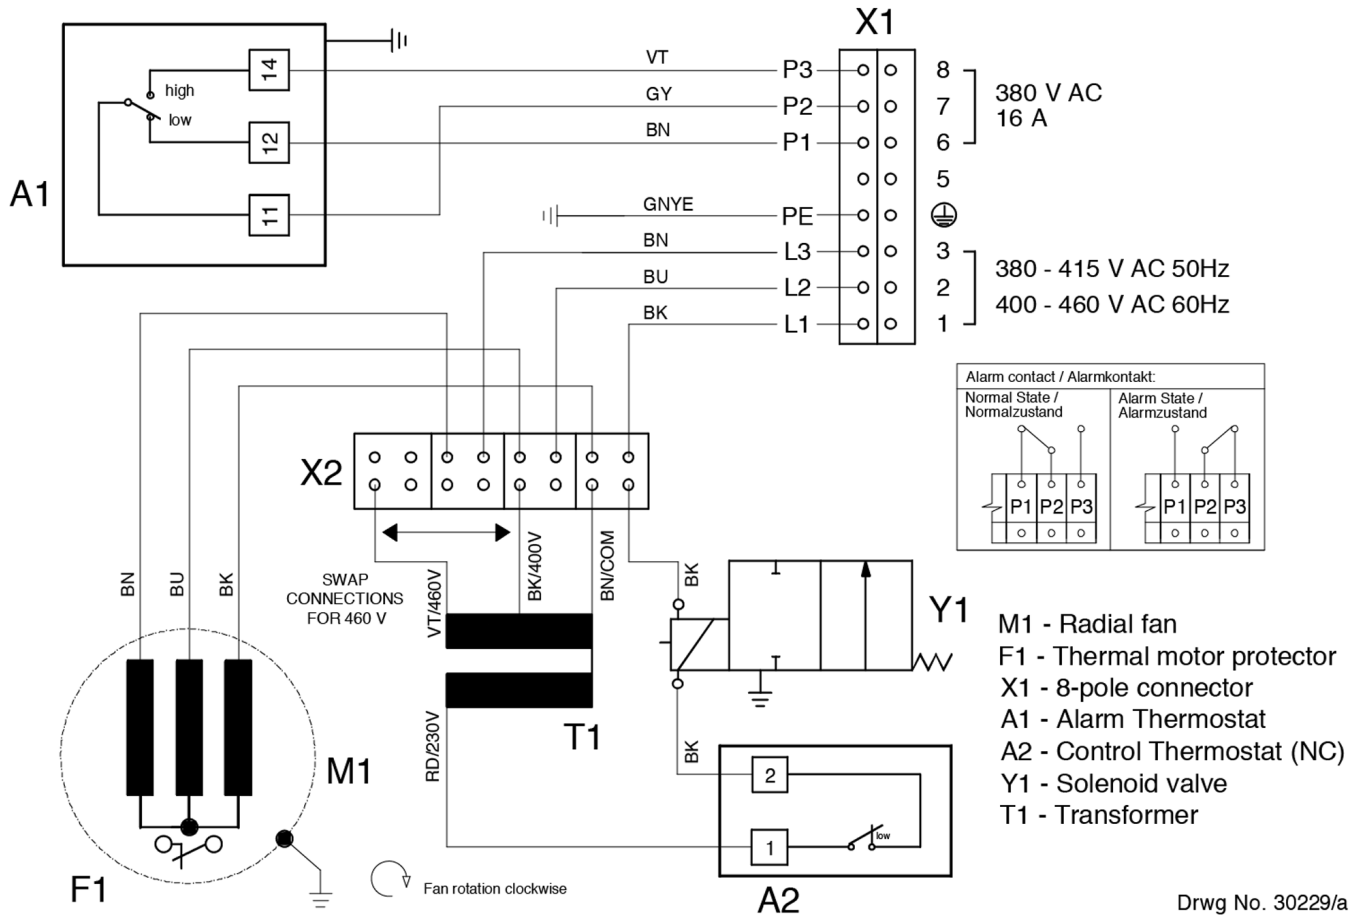 X1
A1
14
12
11
high
low
VT
GY
BN
GNYE
BN
BU
BK
P3
P2
P1
PE
L3
L2
L1
8
7
6
5
3
2
1
380 V AC
16 A
380 - 415 V AC 50Hz
400 - 460 V AC 60Hz
Alarm contact / Alarmkontakt:
Normal State /
Normalzustand
P1 P2 P3
Alarm State /
Alarmzustand
P1 P2 P3
X2
SWAP
CONNECTIONS
FOR 460 V
VT/460V
BK/400V
BN/COM
BK
RD/230V
T1
BN
BU
BK
M1
F1
Fan rotation clockwise
Y1
BK
2
1
low
A2
M1 - Radial fan
F1 - Thermal motor protector
X1 - 8-pole connector
A1 - Alarm Thermostat
A2 - Control Thermostat (NC)
Y1 - Solenoid valve
T1 - Transformer
Drwg No. 30229/a